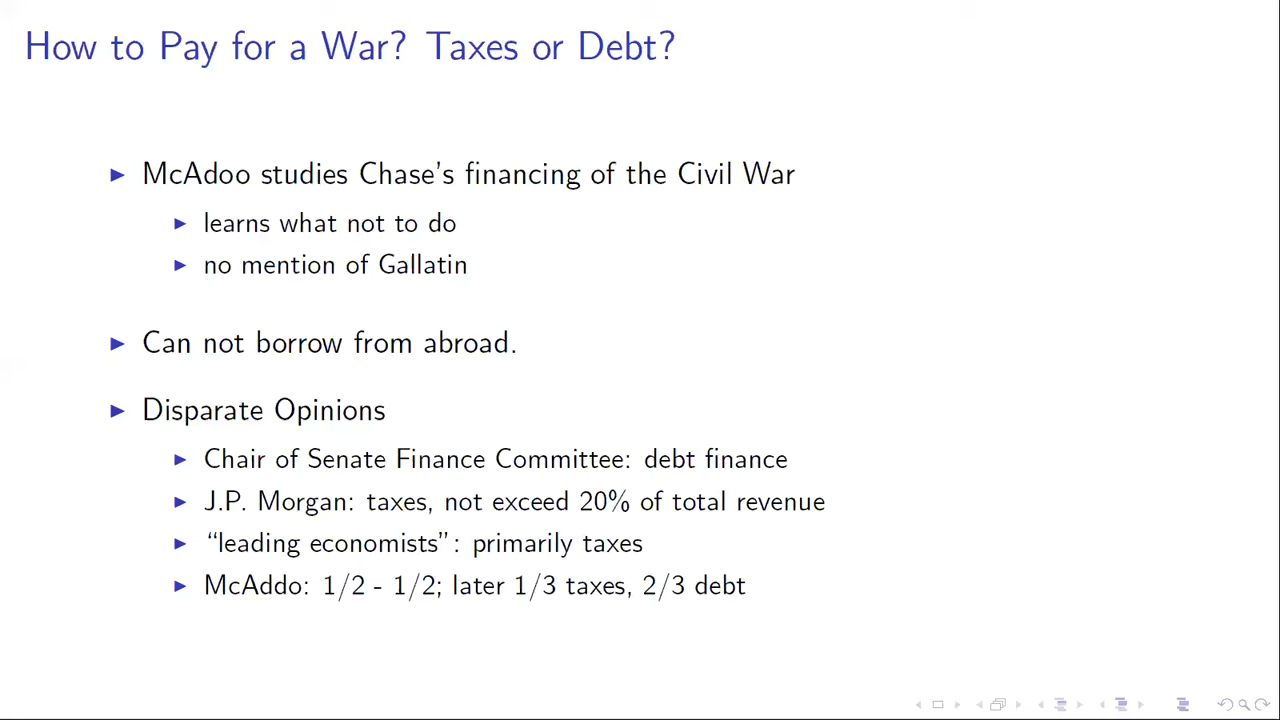 How to Pay for a War? Taxes or Debt?
McAdoo studies Chase's financing of the Civil War
learns what not to do
no mention of Gallatin
Can not borrow from abroad.
Disparate Opinions
Chair of Senate Finance Committee: debt finance
J.P. Morgan: taxes, not exceed 20% of total revenue
“leading economists”: primarily taxes
McAddo: 1/2 - 1/2; later 1/3 taxes, 2/3 debt